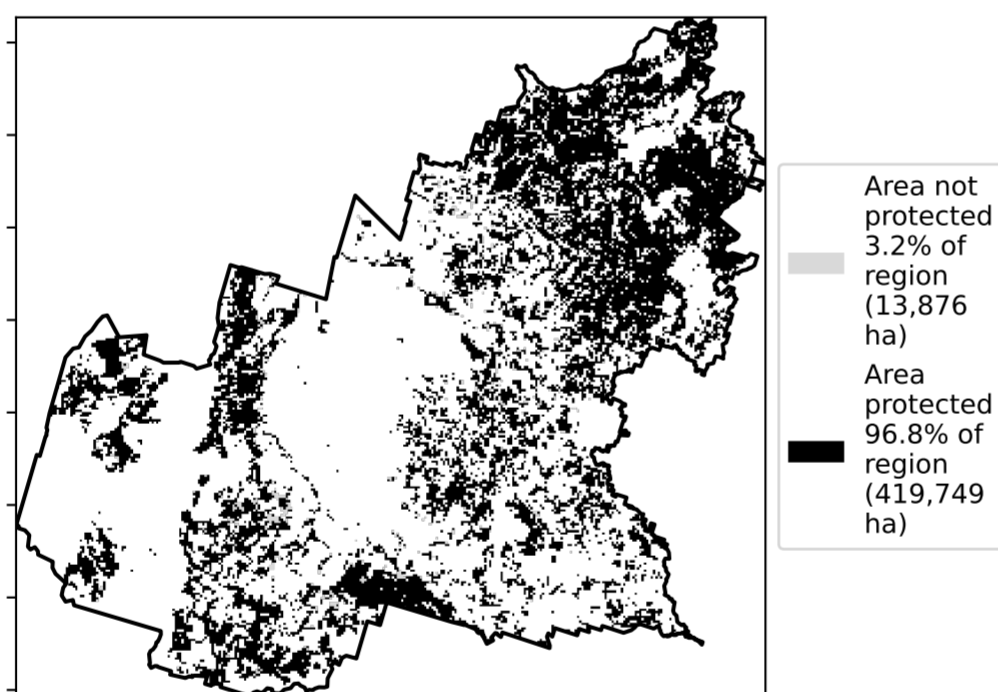 Area not
protected
3.2% of
region
(13,876
ha)
Area
protected
96.8% of
region
(419,749
ha)